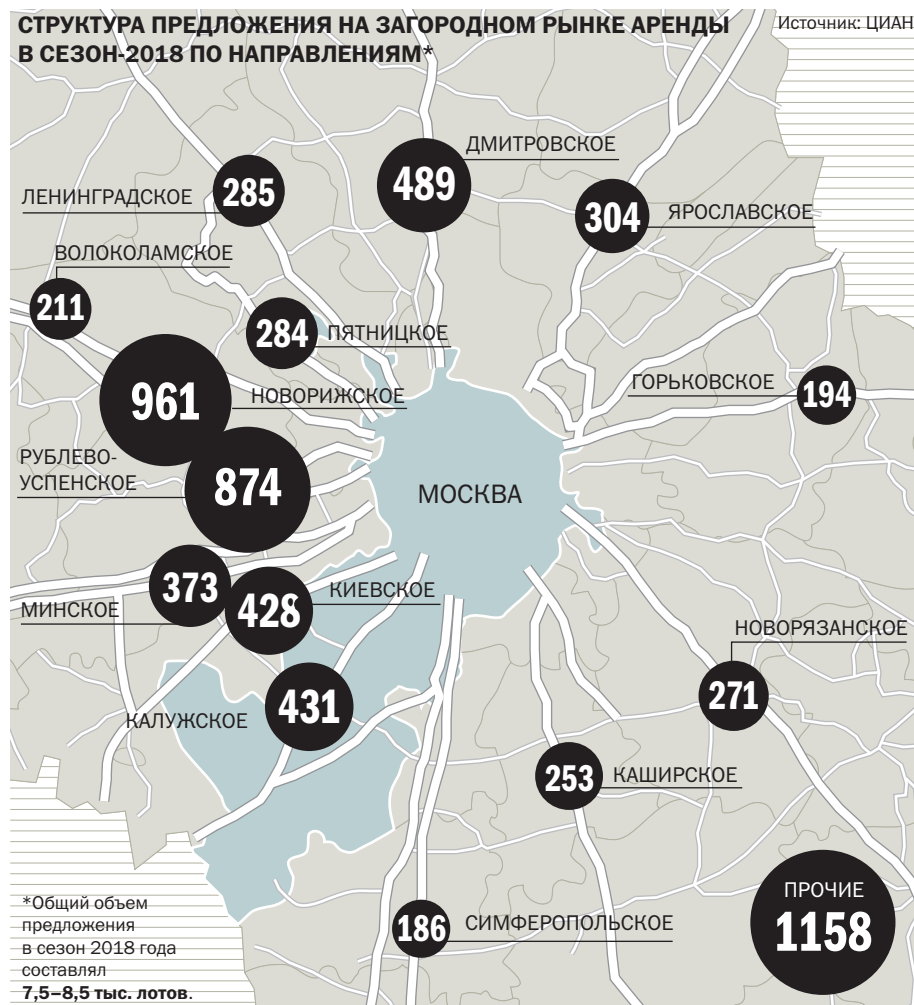 СТРУКТУРА ПРЕДЛОЖЕНИЯ НА ЗАГОРОДНОМ РЫНКЕ АРЕНДЫ
В СЕЗОН-2018 ПО НАПРАВЛЕНИЯМ*
Источник: ЦИАН
ДМИТРОВСКОЕ
489
ЛЕНИНГРАДСКОЕ
285
304
ЯРОСЛАВСКОЕ
ВОЛОКОЛАМСКОЕ
211
284
ПЯТНИЦКОЕ
961
НОВОРИЖСКОЕ
ГОРЬКОВСКОЕ
194
РУБЛЕВО-
УСПЕНСКОЕ
874
МОСКВА
373
МИНСКОЕ
428
КИЕВСКОЕ
НОВОРЯЗАНСКОЕ
271
КАЛУЖСКОЕ
431
253
КАШИРСКОЕ
186
СИМФЕРОПОЛЬСКОЕ
ПРОЧИЕ
1158
*Общий объем
предложения
в сезон 2018 года
составлял
7,5–8,5 тыс. лотов.